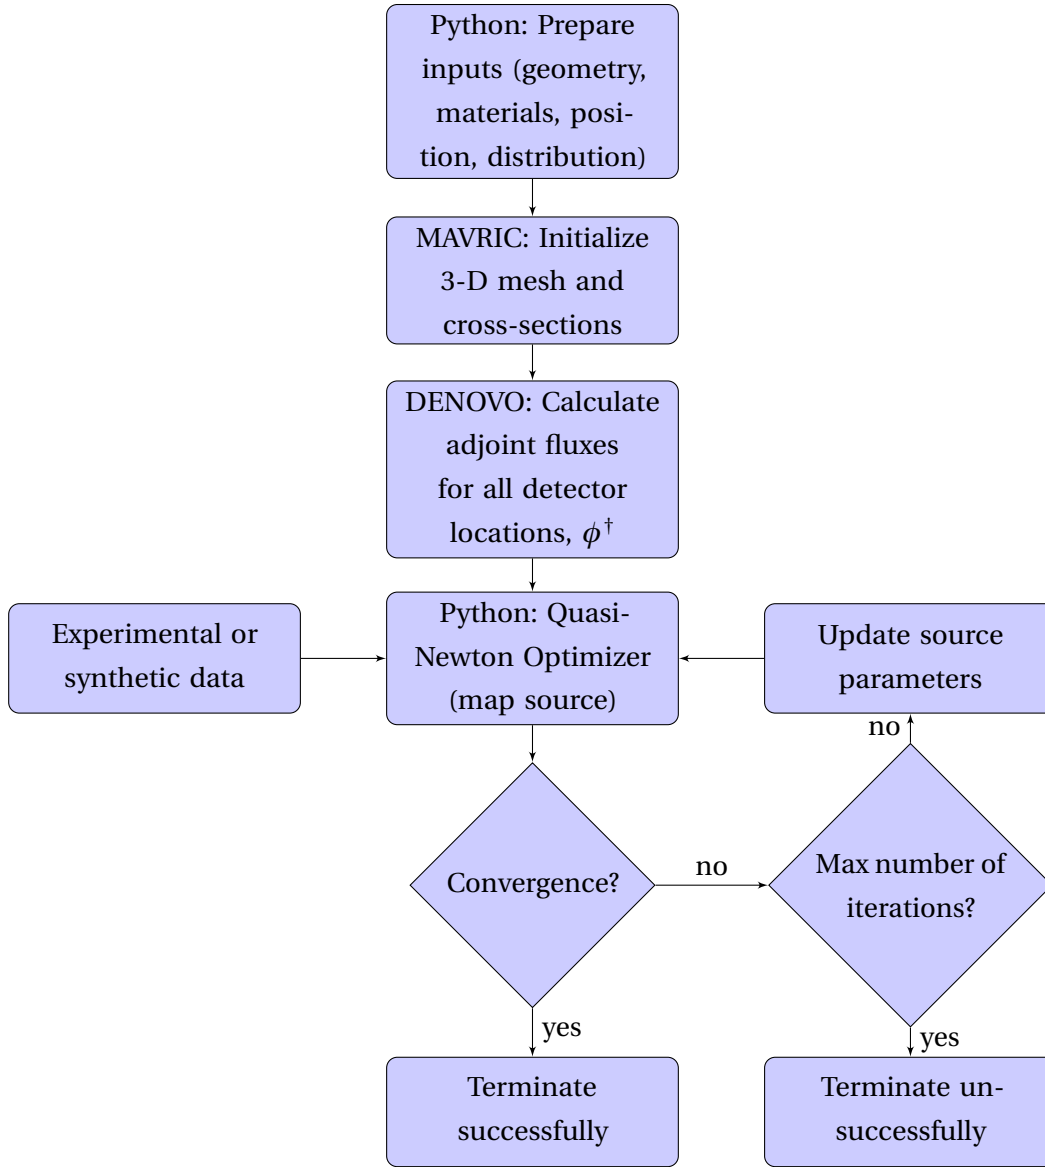 Python: Prepare
inputs (geometry,
materials, posi-
tion, distribution)
MAVRIC: Initialize
3-D mesh and
cross-sections
DENOVO: Calculate
adjoint fluxes
for all detector
locations, ϕ†
Experimental or
synthetic data
Python: Quasi-
Newton Optimizer
(map source)
Update source
parameters
no
Convergence?
no
Max number of
iterations?
yes
yes
Terminate
successfully
Terminate un-
successfully